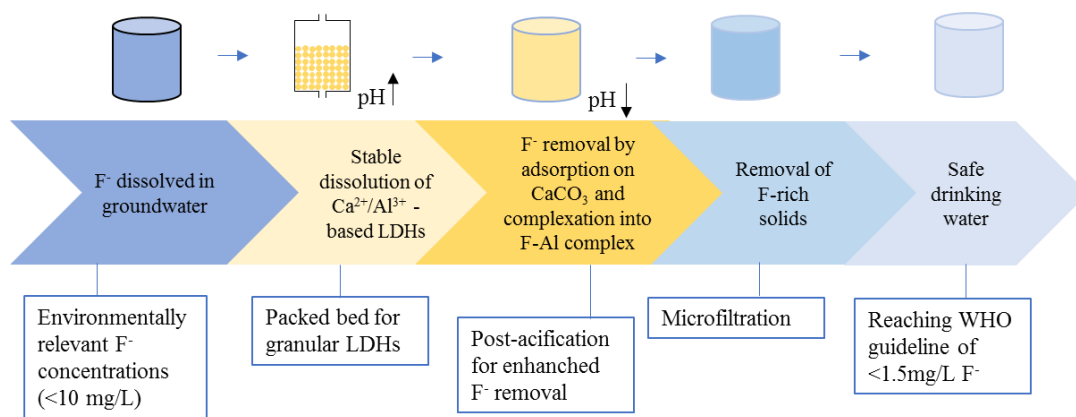 pH
pH
F- dissolved in
groundwater
Stable
dissolution of
Ca2+/Al3+ -
based LDHs
F- removal by
adsorption on
CaCO3 and
complexation into
F-Al complex
Removal of
F-rich
solids
Safe
drinking
water
Environmentally
relevant F-
concentrations
(<10 mg/L)
Packed bed for
granular LDHs
Post-acification
for enhanched
F- removal
Microfiltration
Reaching WHO
guideline of
<1.5mg/L F-